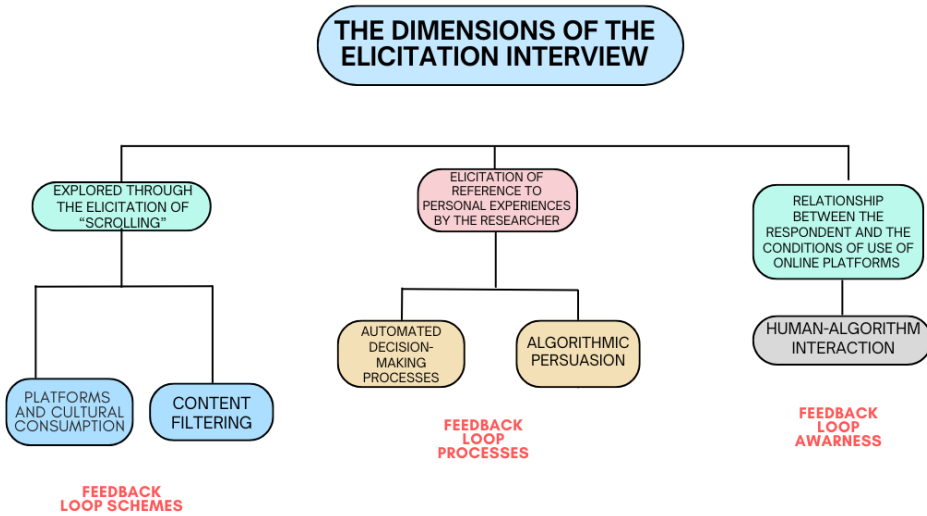 THE DIMENSIONS OF THE
ELICITATION INTERVIEW
EXPLORED THROUGH
THE ELICITATION OF
“SCROLLING”
ELICITATION OF
REFERENCE TO
PERSONAL EXPERIENCES
BY THE RESEARCHER
RELATIONSHIP
BETWEEN THE
RESPONDENT AND THE
CONDITIONS OF USE OF
ONLINE PLATFORMS
PLATFORMS
AND CULTURAL
CONSUMPTION
CONTENT
FILTERING
AUTOMATED
DECISION-
MAKING
PROCESSES
ALGORITHMIC
PERSUASION
HUMAN-ALGORITHM
INTERACTION
FEEDBACK
LOOP SCHEMES
FEEDBACK
LOOP
PROCESSES
FEEDBACK
LOOP
AWARNESS